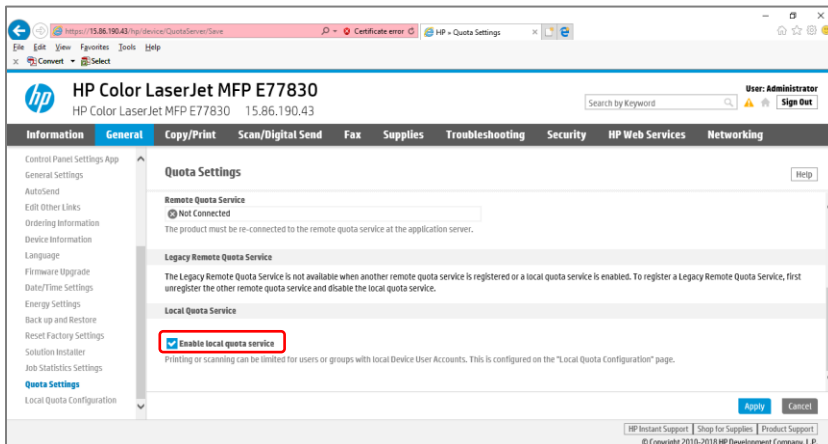 https://15.86.190.43/hp/device/QuotaServer/Save
Certificate error
HP » Quota Settings
File Edit View Favorites Tools Help
x Convert Select
hp
HP Color LaserJet MFP E77830
HP Color LaserJet MFP E77830 15.86.190.43
User: Administrator
Search by Keyword
Sign Out
Information General Copy/Print Scan/Digital Send Fax Supplies Troubleshooting Security HP Web Services Networking
Control Panel Settings App
General Settings
AutoSend
Edit Other Links
Ordering Information
Device Information
Language
Firmware Upgrade
Date/Time Settings
Energy Settings
Back up and Restore
Reset Factory Settings
Solution Installer
Job Statistics Settings
Quota Settings
Local Quota Configuration
Quota Settings
Help
Remote Quota Service
Not Connected
The product must be re-connected to the remote quota service at the application server.
Legacy Remote Quota Service
The Legacy Remote Quota Service is not available when another remote quota service is registered or a local quota service is enabled. To register a Legacy Remote Quota Service, first
unregister the other remote quota service and disable the local quota service.
Local Quota Service
Enable local quota service
Printing or scanning can be limited for users or groups with local Device User Accounts. This is configured on the "Local Quota Configuration" page.
Apply Cancel
HP Instant Support Shop for Supplies Product Support
© Copyright 2010-2018 HP Development Company, L.P.